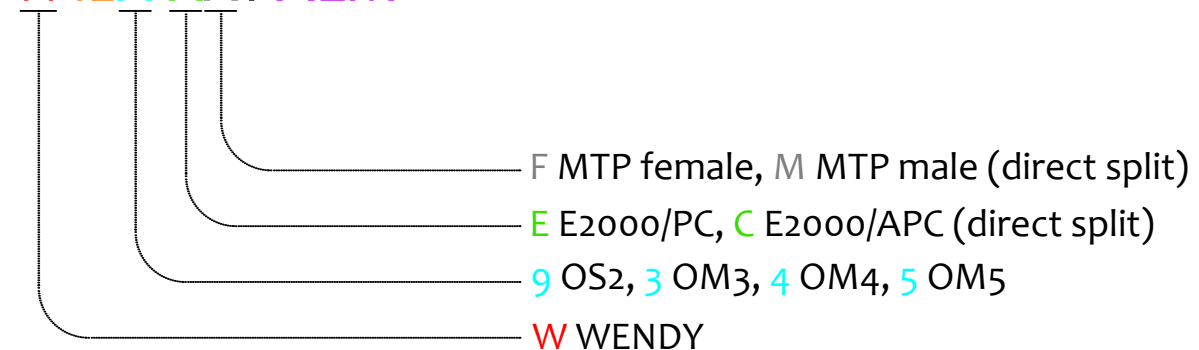 F MTP female, M MTP male (direct split)
E E2000/PC, C E2000/APC (direct split)
9 OS2, 3 OM3, 4 OM4, 5 OM5
W WENDY